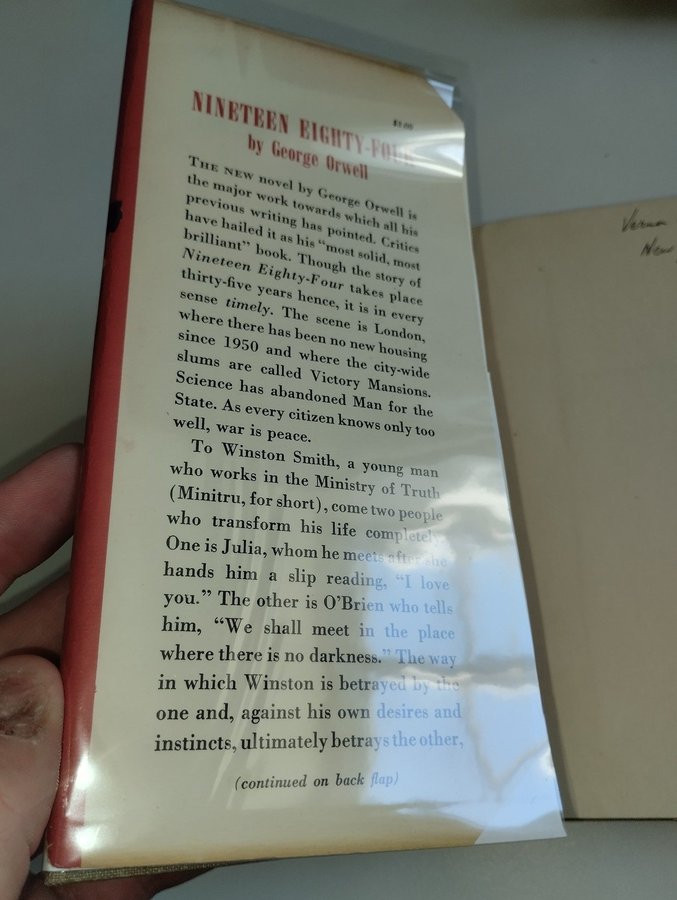 NINETEEN EIGHTY-FOUR
by George Orwell
THE NEW novel by George Orwell is
the major work towards which all his
previous writing has pointed. Critics
have hailed it as his “most solid, most
brilliant” book. Though the story of
Nineteen Eighty-Four takes place
thirty-five years hence, it is in every
sense timely. The scene is London,
where there has been no new housing
since 1950 and where the city-wide
slums are called Victory Mansions.
Science has abandoned Man for the
State. As every citizen knows only too
well, war is peace.
To Winston Smith, a young man
who works in the Ministry of Truth
(Minitru, for short), come two people
who transform his life completely.
One is Julia, whom he meets after she
hands him a slip reading, “I love
you.” The other is O’Brien who tells
him, “We shall meet in the place
where there is no darkness.” The way
in which Winston is betrayed by the
one and, against his own desires and
instincts, ultimately betrays the other,
(continued on back flap)